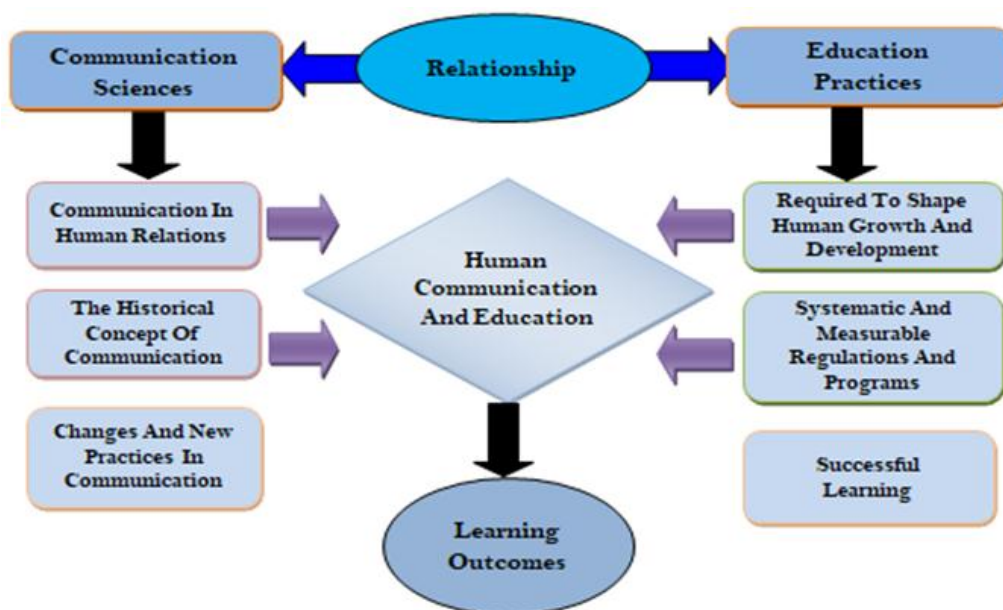 Communication
Sciences
Relationship
Education
Practices
Communication In
Human Relations
Required To Shape
Human Growth And
Development
Human
Communication
And Education
The Historical
Concept Of
Communication
Systematic And
Measurable
Regulations And
Programs
Changes And New
Practices In
Communication
Successful
Learning
Learning
Outcomes